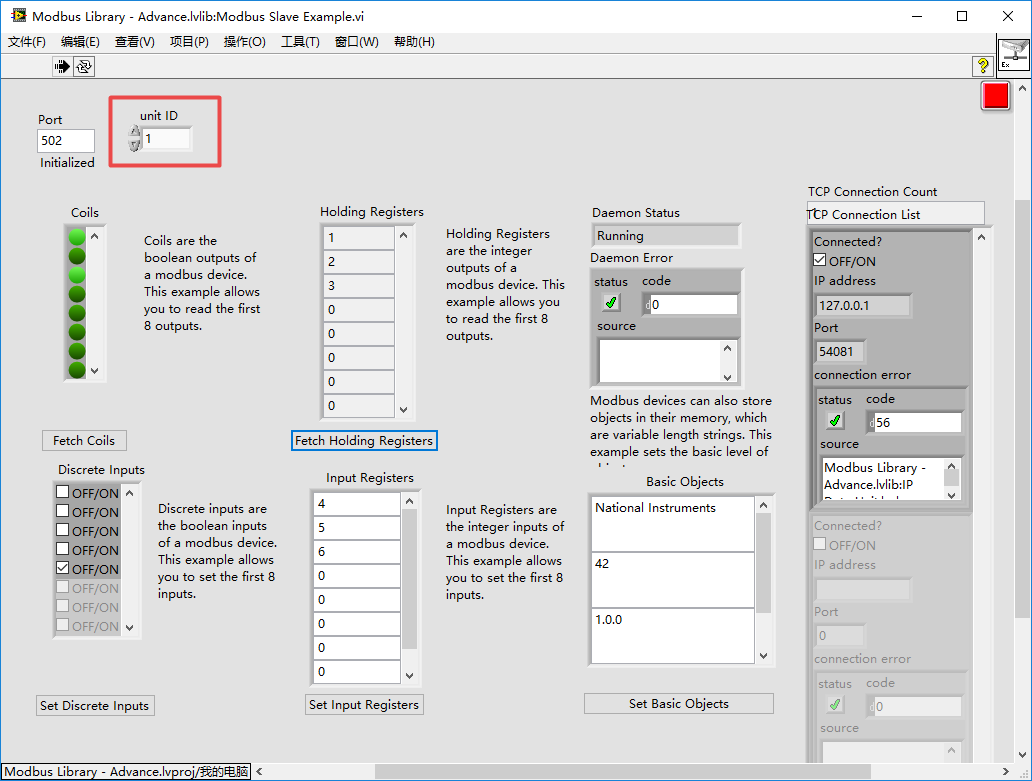 Modbus Library - Advance.lvlib:Modbus Slave Example.vi
文件(F) 编辑(E) 查看(V) 项目(P) 操作(O) 工具(T) 窗口(W) 帮助(H)
?
Ex
Port
502
Initialized
unit ID
1
Coils
Coils are the
boolean outputs of
a modbus device.
This example allows
you to read the first
8 outputs.
Fetch Coils
Holding Registers
1
2
3
0
0
0
0
0
Holding Registers
are the integer
outputs of a
modbus device. This
example allows you
to read the first 8
outputs.
Fetch Holding Registers
Discrete Inputs
OFF/ON
OFF/ON
OFF/ON
OFF/ON
OFF/ON
OFF/ON
OFF/ON
OFF/ON
Discrete inputs are
the boolean inputs
of a modbus device.
This example allows
you to set the first 8
inputs.
Set Discrete Inputs
Input Registers
4
5
6
0
0
0
0
0
Input Registers are
the integer inputs of
a modbus device.
This example allows
you to set the first 8
inputs.
Set Input Registers
Daemon Status
Running
Daemon Error
status code
d0
source
Modbus devices can also store
objects in their memory, which
are variable length strings. This
example sets the basic level of
Basic Objects
National Instruments
42
1.0.0
Set Basic Objects
TCP Connection Count
1
TCP Connection List
Connected?
OFF/ON
IP address
127.0.0.1
Port
54081
connection error
status code
d56
source
Modbus Library -
Advance.lvlib:IP
Connected?
OFF/ON
IP address
Port
0
connection error
status code
d0
source
Modbus Library - Advance.lvproj/我的电脑